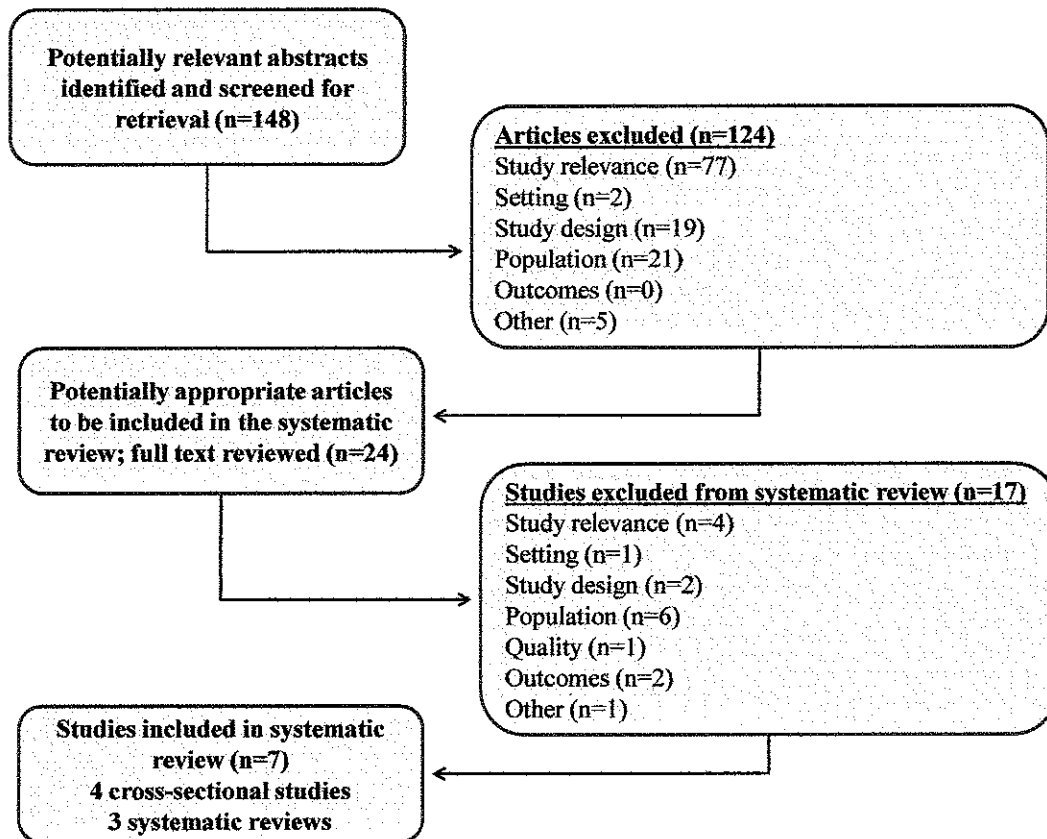 Potentially relevant abstracts
identified and screened for
retrieval (n=148)
Articles excluded (n=124)
Study relevance (n=77)
Setting (n=2)
Study design (n=19)
Population (n=21)
Outcomes (n=0)
Other (n=5)
Potentially appropriate articles
to be included in the systematic
review; full text reviewed (n=24)
Studies excluded from systematic review (n=17)
Study relevance (n=4)
Setting (n=1)
Study design (n=2)
Population (n=6)
Quality (n=1)
Outcomes (n=2)
Other (n=1)
Studies included in systematic
review (n=7)
4 cross-sectional studies
3 systematic reviews